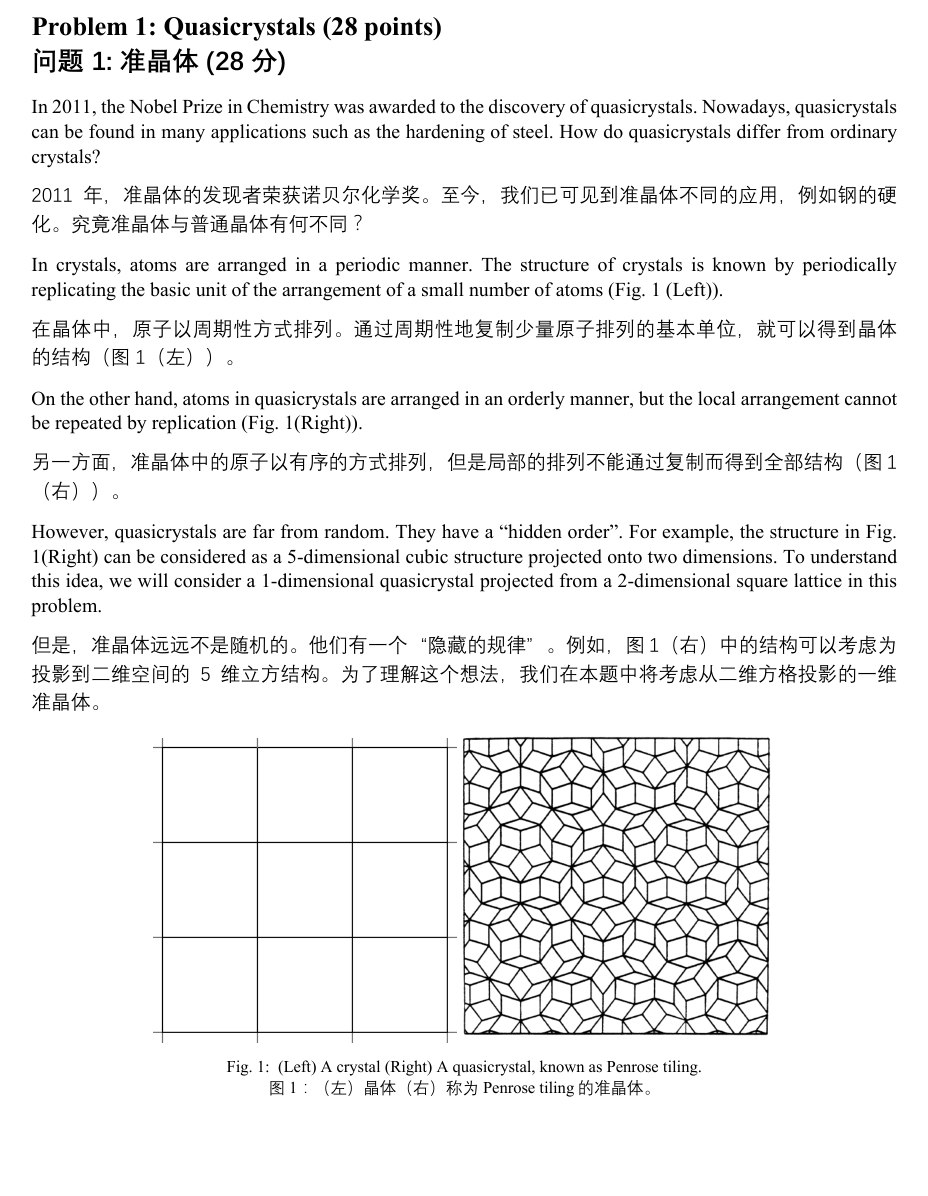 Problem 1: Quasicrystals (28 points)
问题 1: 准晶体 (28 分)
In 2011, the Nobel Prize in Chemistry was awarded to the discovery of quasicrystals. Nowadays, quasicrystals
can be found in many applications such as the hardening of steel. How do quasicrystals differ from ordinary
crystals?
2011 年，准晶体的发现者荣获诺贝尔化学奖。至今，我们已可见到准晶体不同的应用，例如钢的硬
化。究竟准晶体与普通晶体有何不同？
In crystals, atoms are arranged in a periodic manner. The structure of crystals is known by periodically
replicating the basic unit of the arrangement of a small number of atoms (Fig. 1 (Left)).
在晶体中，原子以周期性方式排列。通过周期性地复制少量原子排列的基本单位，就可以得到晶体
的结构（图 1（左））。
On the other hand, atoms in quasicrystals are arranged in an orderly manner, but the local arrangement cannot
be repeated by replication (Fig. 1(Right)).
另一方面，准晶体中的原子以有序的方式排列，但是局部的排列不能通过复制而得到全部结构（图 1
（右））。
However, quasicrystals are far from random. They have a “hidden order”. For example, the structure in Fig.
1(Right) can be considered as a 5-dimensional cubic structure projected onto two dimensions. To understand
this idea, we will consider a 1-dimensional quasicrystal projected from a 2-dimensional square lattice in this
problem.
但是，准晶体远远不是随机的。他们有一个 “隐藏的规律” 。例如，图 1（右）中的结构可以考虑为
投影到二维空间的 5 维立方结构。为了理解这个想法，我们在本题中将考虑从二维方格投影的一维
准晶体。
Fig. 1: (Left) A crystal (Right) A quasicrystal, known as Penrose tiling.
图 1：（左）晶体（右）称为 Penrose tiling 的准晶体。